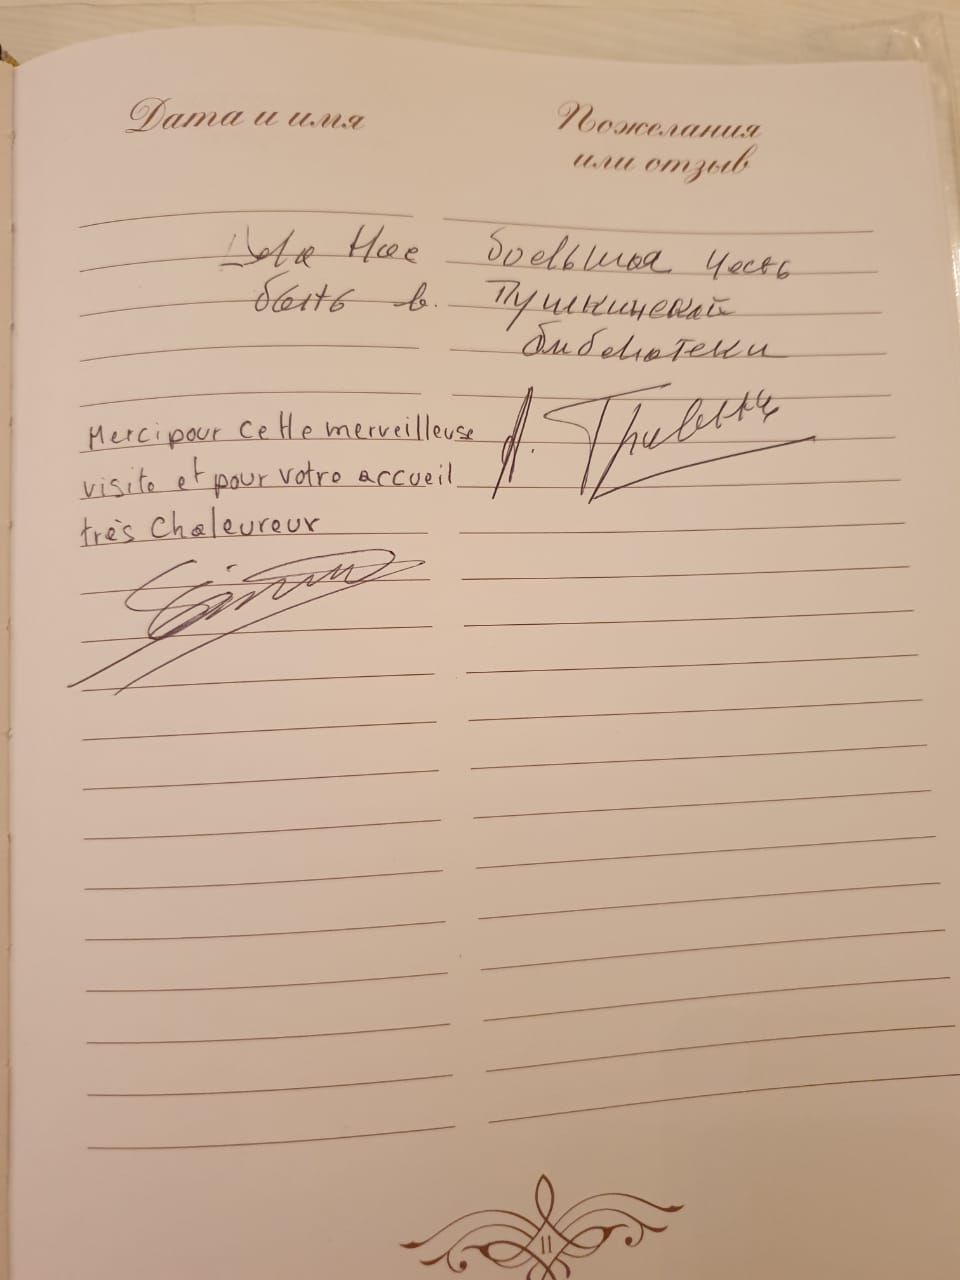 Дата и имя
Пожелания
или отзыв
Для нас большая честь
быть в Пушкинской
библиотеки
Merci pour cette merveilleuse
visite et pour votre accueil
très chaleureux
11